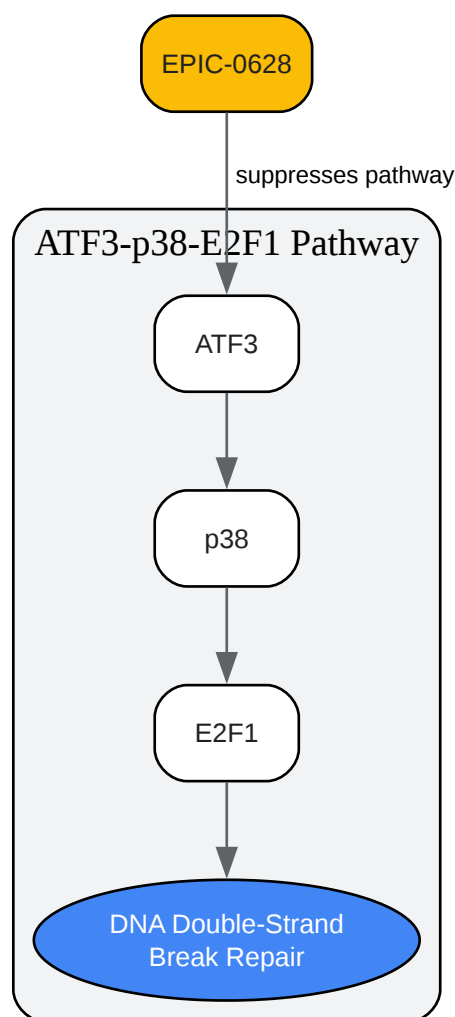 EPIC-0628
suppresses pathway
ATF3-p38-E2F1 Pathway
ATF3
p38
E2F1
DNA Double-Strand
Break Repair